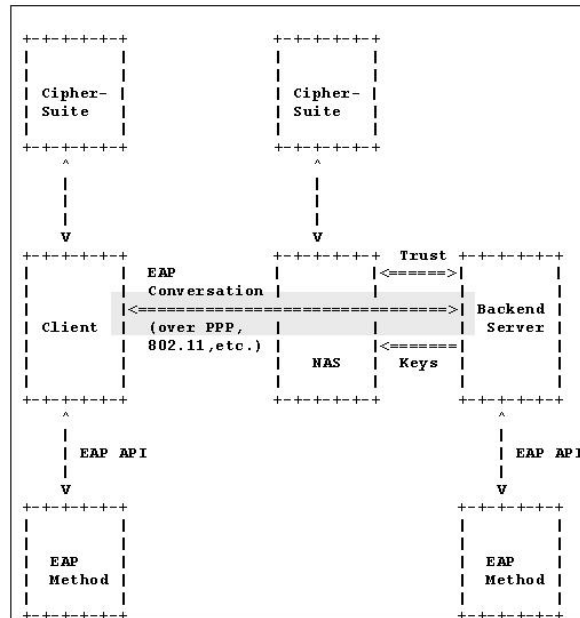 Cipher-
Suite
Cipher-
Suite
Trust
EAP
Conversation
(over PPP,
802.11,etc.)
Client
NAS
Keys
Backend
Server
EAP API
EAP API
EAP
Method
EAP
Method